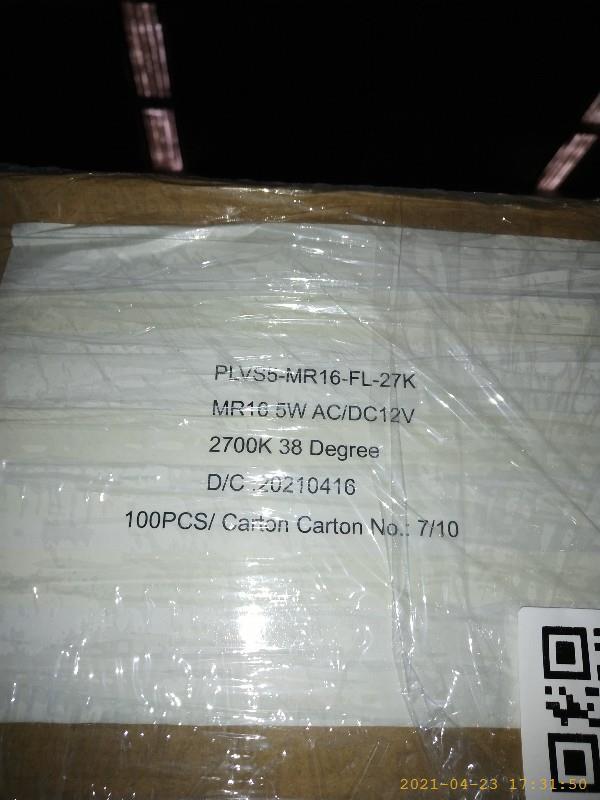 PLVS5-MR16-FL-27K
MR16 5W AC/DC12V
2700K 38 Degree
D/C :20210416
100PCS/ Carton Carton No.: 7/10
2021-04-23 17:31:50